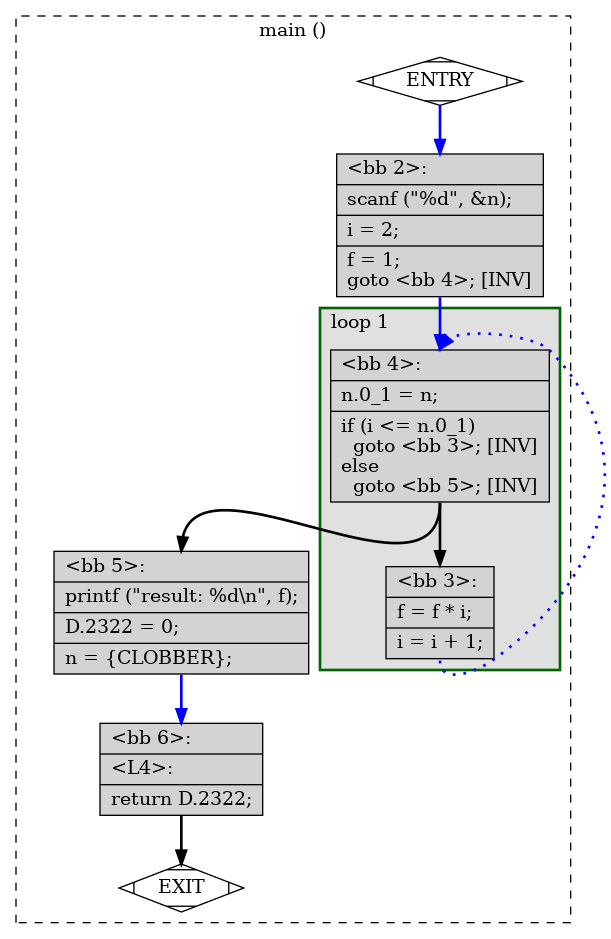 main ()
ENTRY
<bb 2>:
scanf ("%d", &n);
i = 2;
f = 1;
goto <bb 4>; [INV]
loop 1
<bb 4>:
n.0_1 = n;
if (i <= n.0_1)
  goto <bb 3>; [INV]
else
  goto <bb 5>; [INV]
<bb 3>:
f = f * i;
i = i + 1;
<bb 5>:
printf ("result: %d\n", f);
D.2322 = 0;
n = {CLOBBER};
<bb 6>:
<L4>:
return D.2322;
EXIT